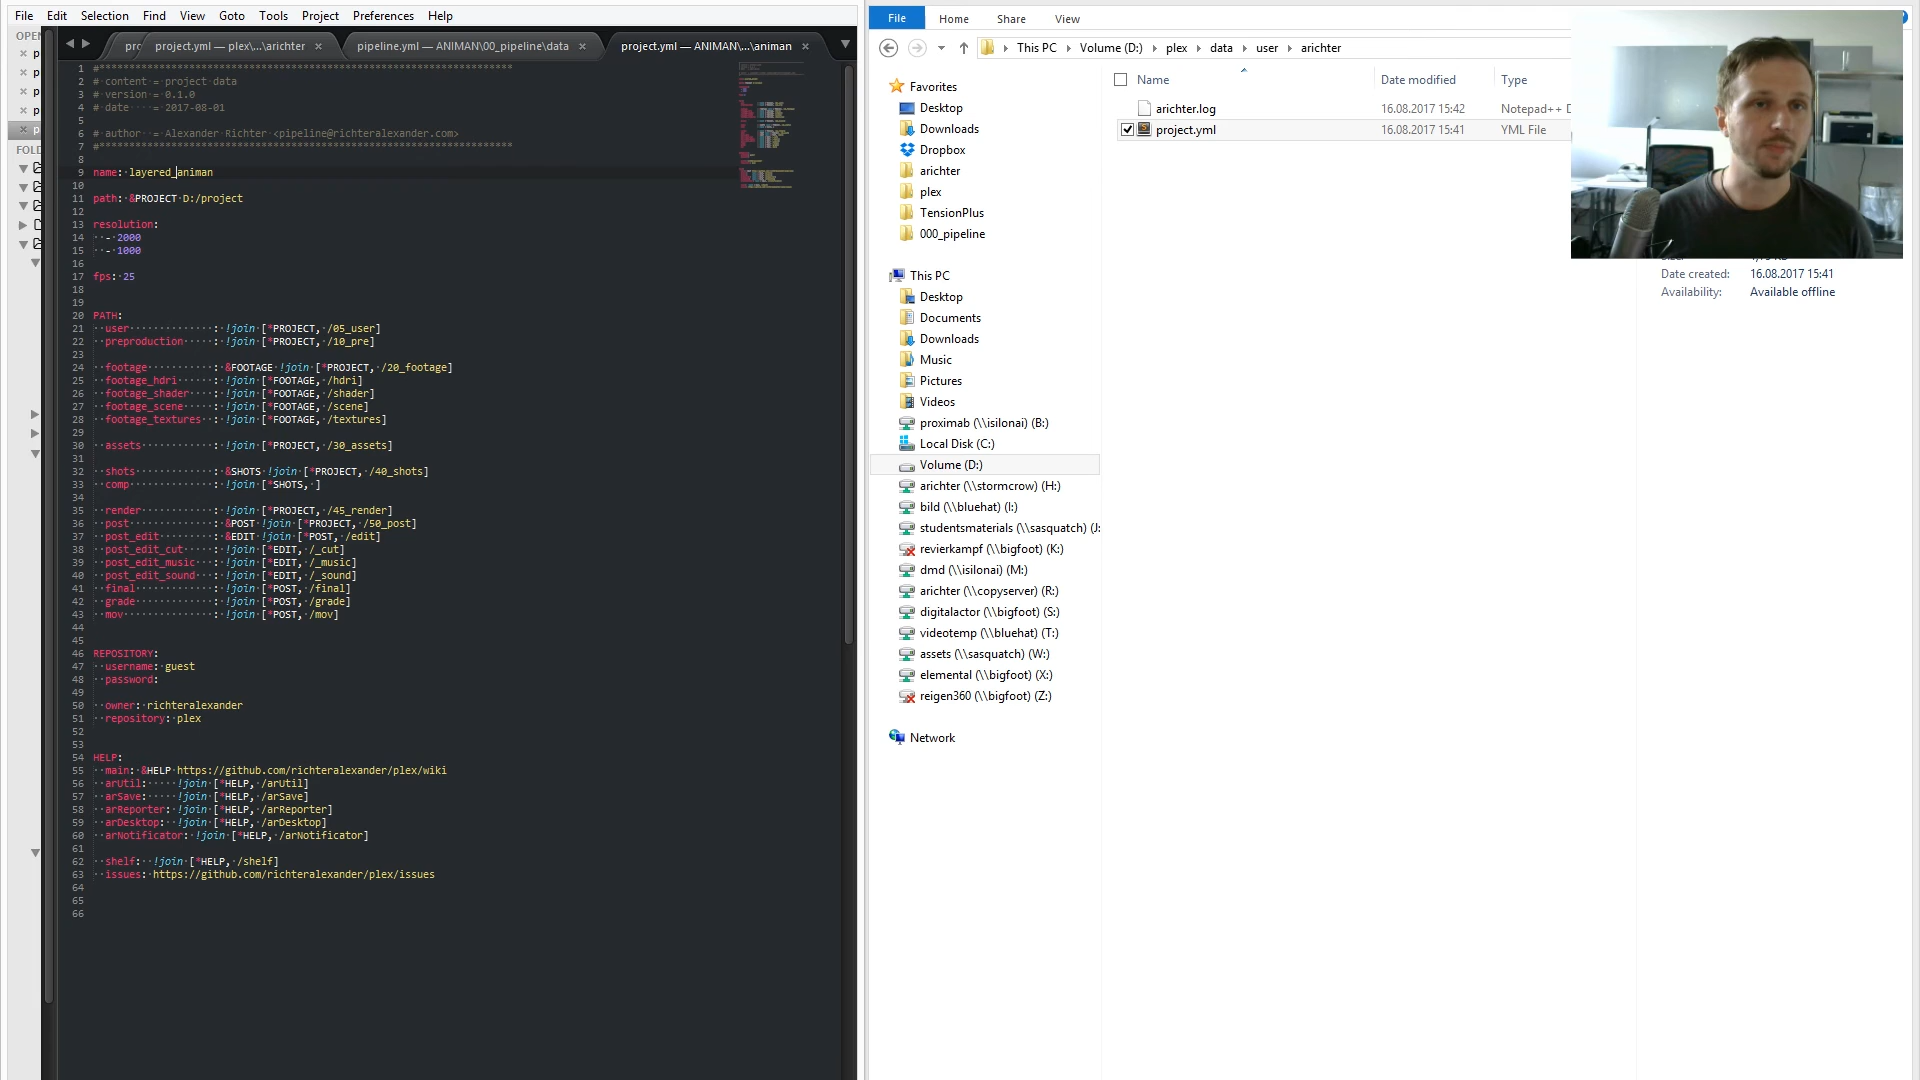 File Edit Selection Find View Goto Tools Project Preferences Help
OPEN
FOLD
project.yml — plex\...\arichter × pipeline.yml — ANIMAN\00_pipeline\data × project.yml — ANIMAN\...\animan ×
1 #**********************************************************************
2 # content = project data
3 # version = 0.1.0
4 # date    = 2017-08-01
5
6 # author  = Alexander Richter <pipeline@richteralexander.com>
7 #**********************************************************************
8
9 name: layered_animan
10
11 path: &PROJECT D:/project
12
13 resolution:
14   - 2000
15   - 1000
16
17 fps: 25
18
19
20 PATH:
21   user              : !join [*PROJECT, /05_user]
22   preproduction     : !join [*PROJECT, /10_pre]
23
24   footage           : &FOOTAGE !join [*PROJECT, /20_footage]
25   footage_hdri      : !join [*FOOTAGE, /hdri]
26   footage_shader    : !join [*FOOTAGE, /shader]
27   footage_scene     : !join [*FOOTAGE, /scene]
28   footage_textures  : !join [*FOOTAGE, /textures]
29
30   assets            : !join [*PROJECT, /30_assets]
31
32   shots             : &SHOTS !join [*PROJECT, /40_shots]
33   comp              : !join [*SHOTS, ]
34
35   render            : !join [*PROJECT, /45_render]
36   post              : &POST !join [*PROJECT, /50_post]
37   post_edit         : &EDIT !join [*POST, /edit]
38   post_edit_cut     : !join [*EDIT, /_cut]
39   post_edit_music   : !join [*EDIT, /_music]
40   post_edit_sound   : !join [*EDIT, /_sound]
41   final             : !join [*POST, /final]
42   grade             : !join [*POST, /grade]
43   mov               : !join [*POST, /mov]
44
45
46 REPOSITORY:
47   username: guest
48   password:
49
50   owner: richteralexander
51   repository: plex
52
53
54 HELP:
55   main: &HELP https://github.com/richteralexander/plex/wiki
56   arUtil:     !join [*HELP, /arUtil]
57   arSave:     !join [*HELP, /arSave]
58   arReporter: !join [*HELP, /arReporter]
59   arDesktop:  !join [*HELP, /arDesktop]
60   arNotificator: !join [*HELP, /arNotificator]
61
62   shelf:  !join [*HELP, /shelf]
63   issues: https://github.com/richteralexander/plex/issues
64
65
66
File Home Share View
This PC Volume (D:) plex data user arichter
Name Date modified Type
arichter.log 16.08.2017 15:42 Notepad++ D
project.yml 16.08.2017 15:41 YML File
Favorites
Desktop
Downloads
Dropbox
arichter
plex
TensionPlus
000_pipeline
This PC
Desktop
Documents
Downloads
Music
Pictures
Videos
proximab (\\isilonai) (B:)
Local Disk (C:)
Volume (D:)
arichter (\\stormcrow) (H:)
bild (\\bluehat) (I:)
studentsmaterials (\\sasquatch) (J:
revierkampf (\\bigfoot) (K:)
dmd (\\isilonai) (M:)
arichter (\\copyserver) (R:)
digitalactor (\\bigfoot) (S:)
videotemp (\\bluehat) (T:)
assets (\\sasquatch) (W:)
elemental (\\bigfoot) (X:)
reigen360 (\\bigfoot) (Z:)
Network
Date created: 16.08.2017 15:41
Availability: Available offline